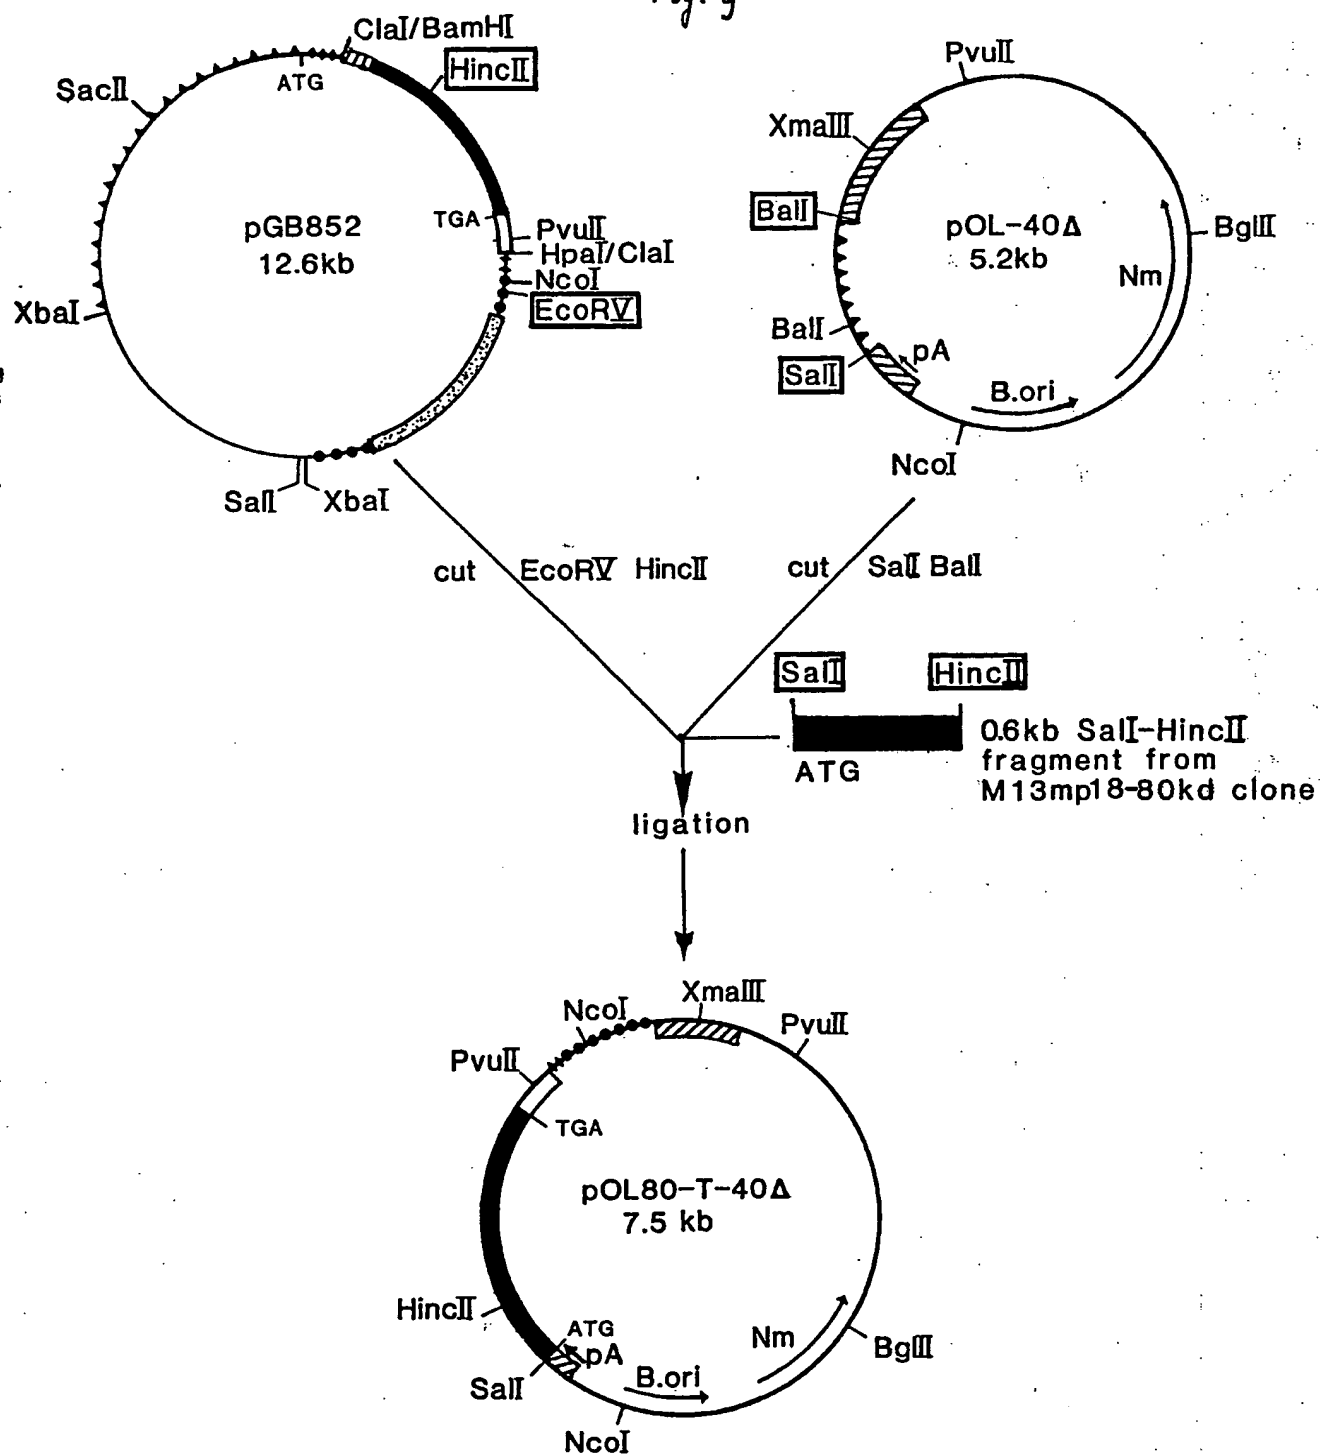 Fig. 9
ClaI/BamHI
HincII
ATG
SacII
TGA
pGB852
12.6kb
PvuII
HpaI/ClaI
NcoI
EcoRV
XbaI
SalI
XbaI
PvuII
XmaIII
BalI
pOL-40Δ
5.2kb
BglII
Nm
BalI
pA
SalI
B.ori
NcoI
cut EcoRV HincII
cut SalI BalI
SalI HincII
ATG
0.6kb SalI-HincII
fragment from
M13mp18-80kd clone
ligation
XmaIII
NcoI
PvuII
PvuII
TGA
pOL80-T-40Δ
7.5 kb
HincII
ATG
pA
Nm
BglII
SalI
B.ori
NcoI